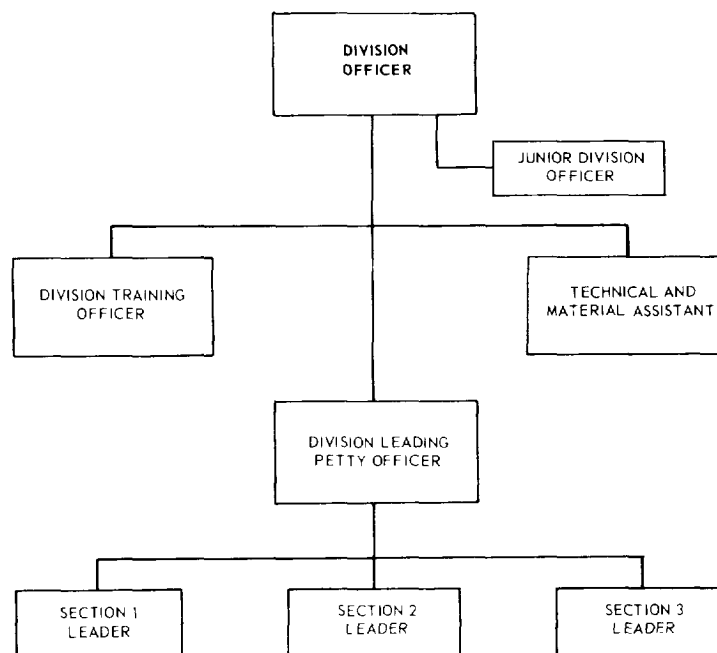 DIVISION
OFFICER
JUNIOR DIVISION
OFFICER
DIVISION TRAINING
OFFICER
TECHNICAL AND
MATERIAL ASSISTANT
DIVISION LEADING
PETTY OFFICER
SECTION 1
LEADER
SECTION 2
LEADER
SECTION 3
LEADER